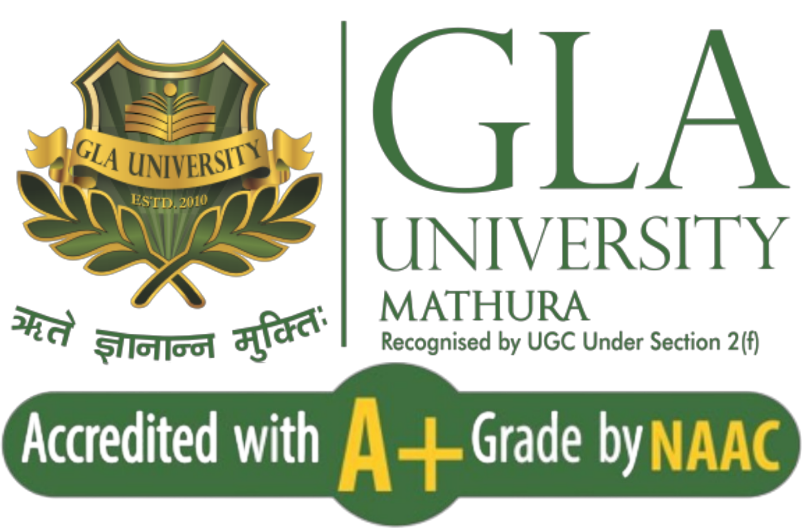 GLA UNIVERSITY
ESTD. 2010
ऋते ज्ञानान्न मुक्तिः
GLA
UNIVERSITY
MATHURA
Recognised by UGC Under Section 2(f)
Accredited with A+ Grade by NAAC